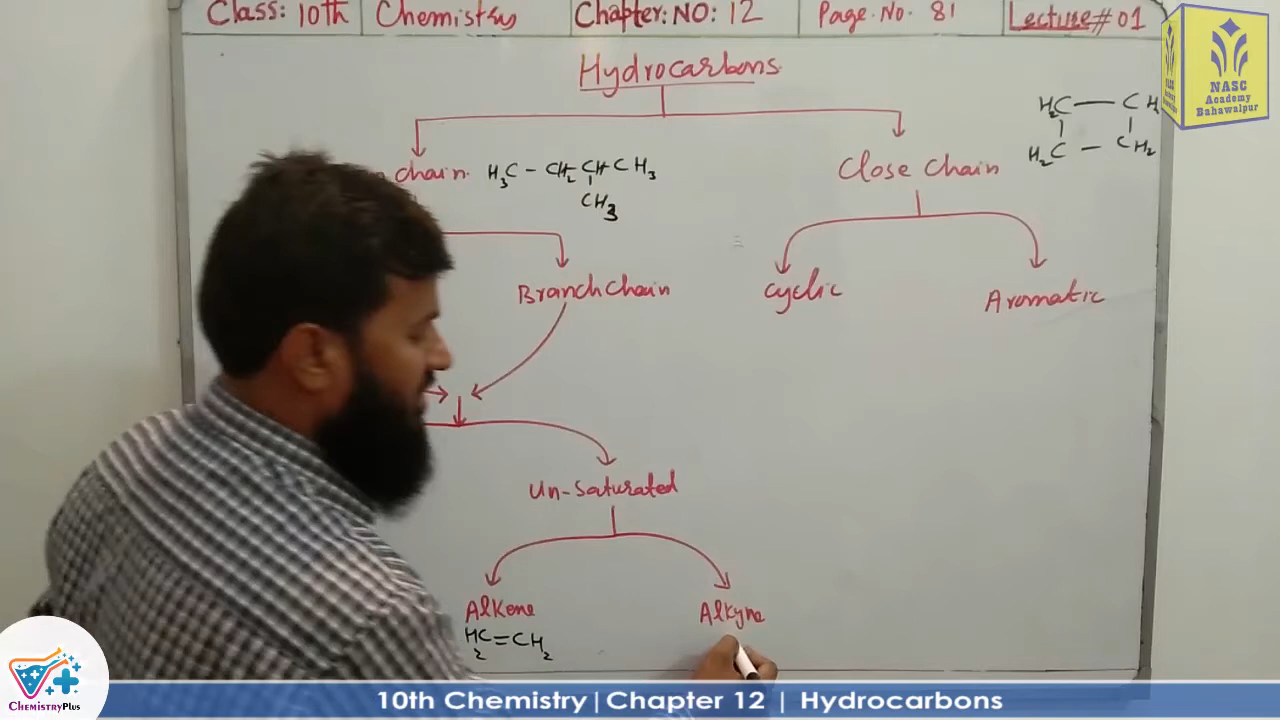 Class: 10th Chemistry Chapter: NO: 12 Page. No. 81 Lecture # 01
NASC
Academy
Bahawalpur
Hydrocarbons
H₂C — CH
H₂C — CH₂
chain. H₃C - CH₂ - CH - CH₃
CH₃
Close Chain
Branch Chain
Cyclic
Aromatic
Un-Saturated
Alkene
Alkyne
H₂C=CH₂
ChemistryPlus
10th Chemistry | Chapter 12 | Hydrocarbons